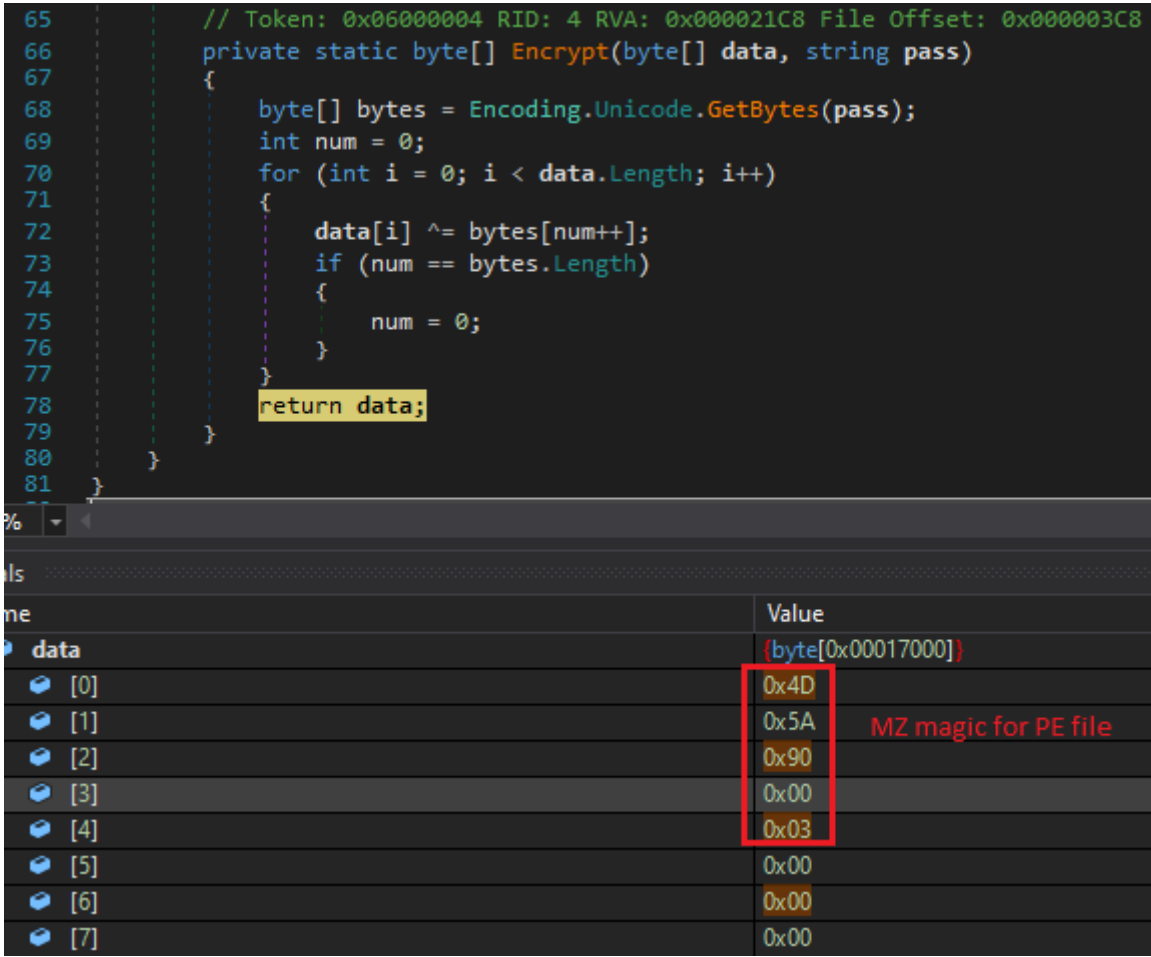 65 // Token: 0x06000004 RID: 4 RVA: 0x000021C8 File Offset: 0x000003C8
66 private static byte[] Encrypt(byte[] data, string pass)
67 {
68 byte[] bytes = Encoding.Unicode.GetBytes(pass);
69 int num = 0;
70 for (int i = 0; i < data.Length; i++)
71 {
72 data[i] ^= bytes[num++];
73 if (num == bytes.Length)
74 {
75 num = 0;
76 }
77 }
78 return data;
79 }
80 }
81 }
%
als
me Value
data {byte[0x00017000]}
[0] 0x4D
[1] 0x5A MZ magic for PE file
[2] 0x90
[3] 0x00
[4] 0x03
[5] 0x00
[6] 0x00
[7] 0x00